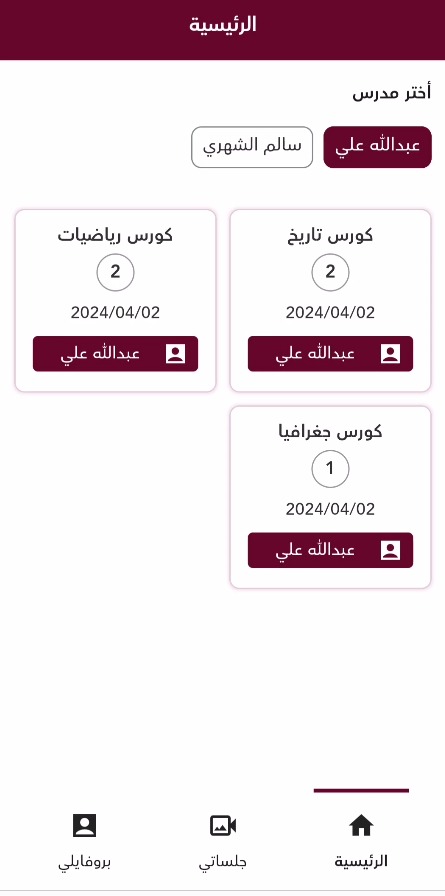 الرئيسية
أختر مدرس
عبدالله علي
سالم الشهري
كورس تاريخ
2
2024/04/02
عبدالله علي
كورس رياضيات
2
2024/04/02
عبدالله علي
كورس جغرافيا
1
2024/04/02
عبدالله علي
الرئيسية
جلساتي
بروفايلي